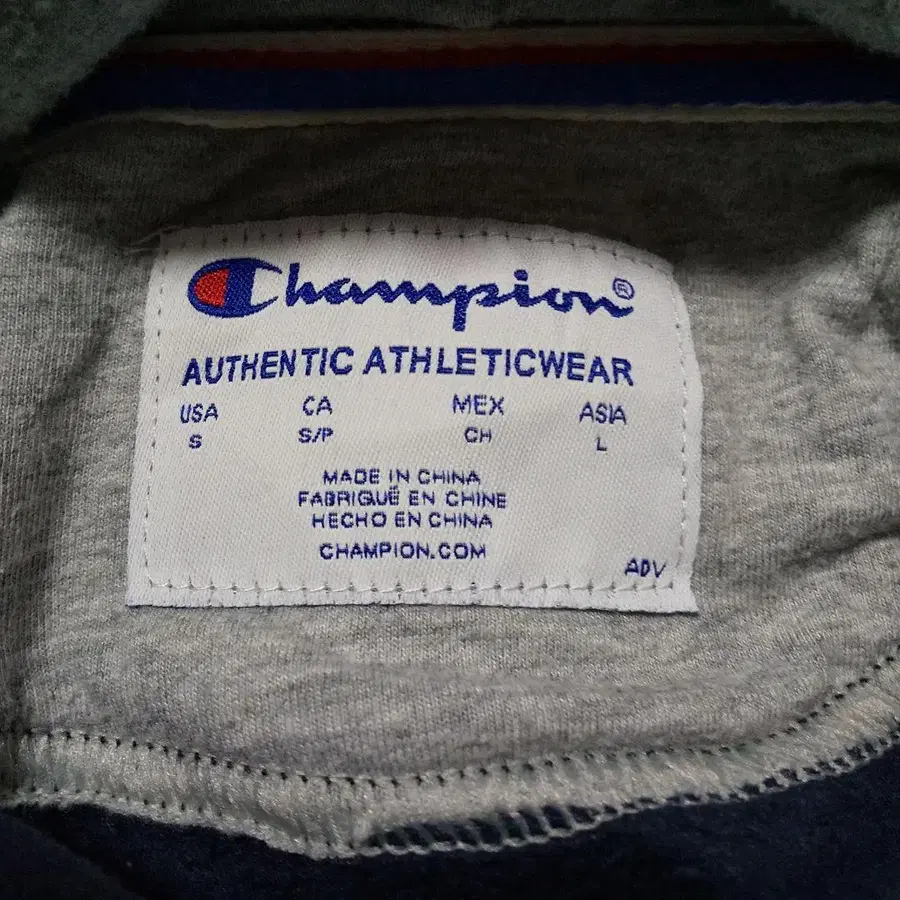 Champion®
AUTHENTIC ATHLETICWEAR
USA CA MEX ASIA
S S/P CH L
MADE IN CHINA
FABRIQUÉ EN CHINE
HECHO EN CHINA
CHAMPION.COM
ADV